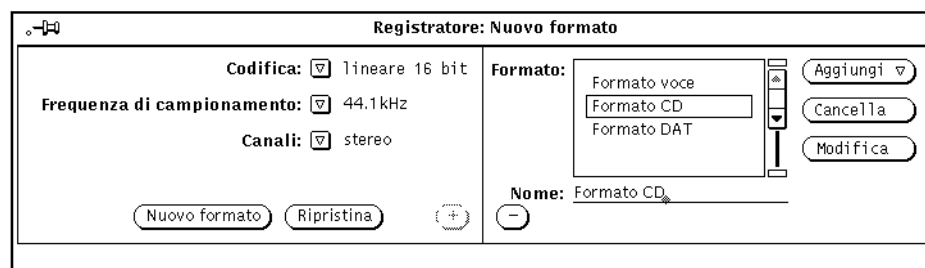 Registratore: Nuovo formato
Codifica: lineare 16 bit
Frequenza di campionamento: 44.1kHz
Canali: stereo
Nuovo formato Ripristina +
Formato:
Formato voce
Formato CD
Formato DAT
Nome: Formato CD
−
Aggiungi
Cancella
Modifica